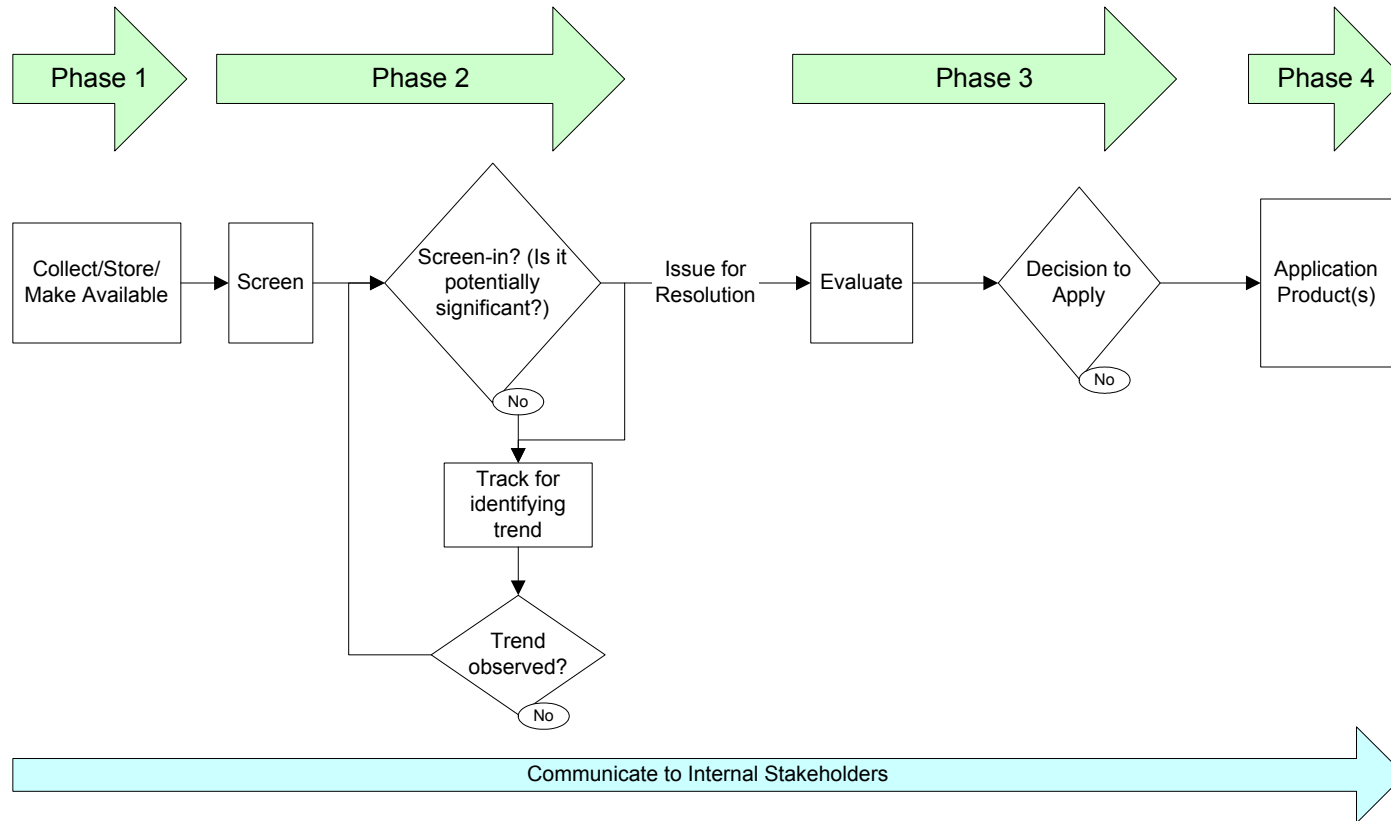 Phase 1
Phase 2
Phase 3
Phase 4
Collect/Store/
Make Available
Screen
Screen-in? (Is it
potentially
significant?)
No
Issue for
Resolution
Evaluate
Decision to
Apply
No
Application
Product(s)
Track for
identifying
trend
Trend
observed?
No
Communicate to Internal Stakeholders